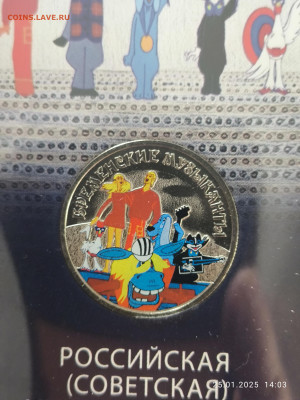 COINS.LAVE.RU
БРЕМЕНСКИЕ МУЗЫКАНТЫ
РОССИЙСКАЯ
(СОВЕТСКАЯ)
25.01.2025 14:03